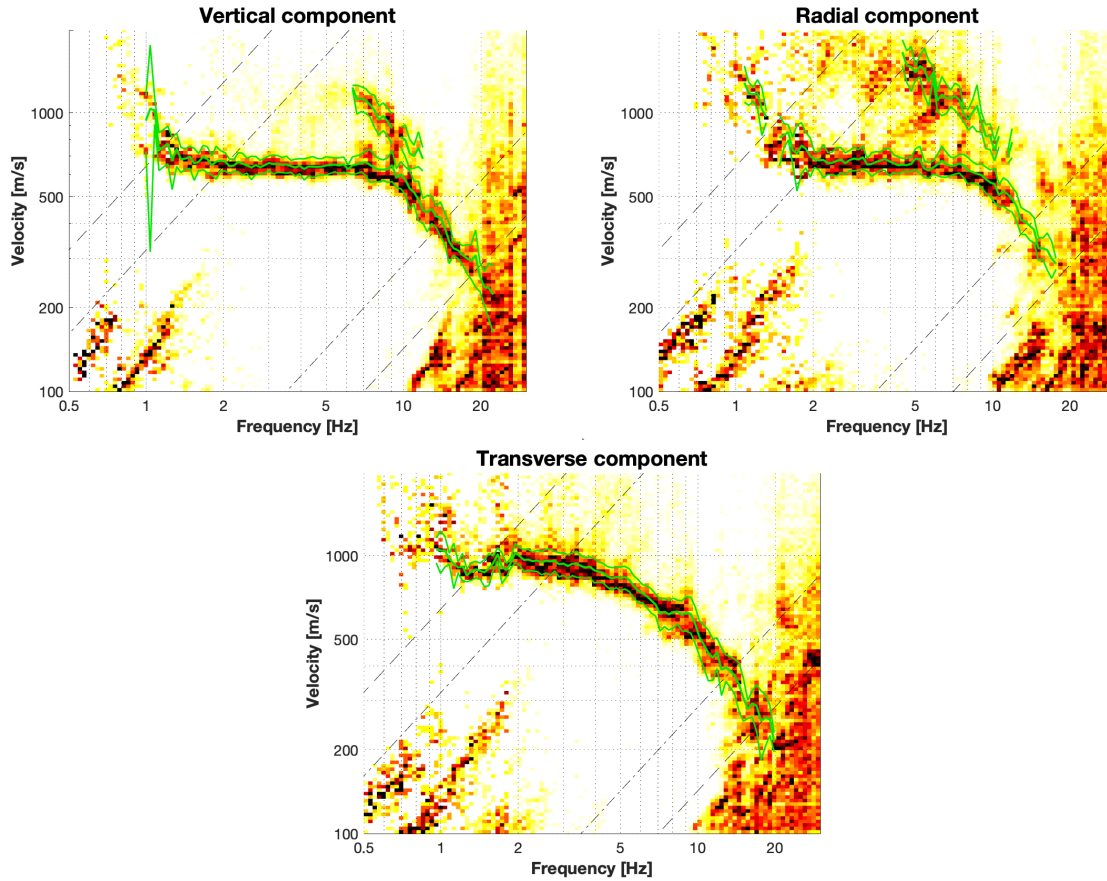 Vertical component
Velocity [m/s]
1000
500
200
100
0.5 1 2 5 10 20
Frequency [Hz]
Radial component
Velocity [m/s]
1000
500
200
100
0.5 1 2 5 10 20
Frequency [Hz]
Transverse component
Velocity [m/s]
1000
500
200
100
0.5 1 2 5 10 20
Frequency [Hz]